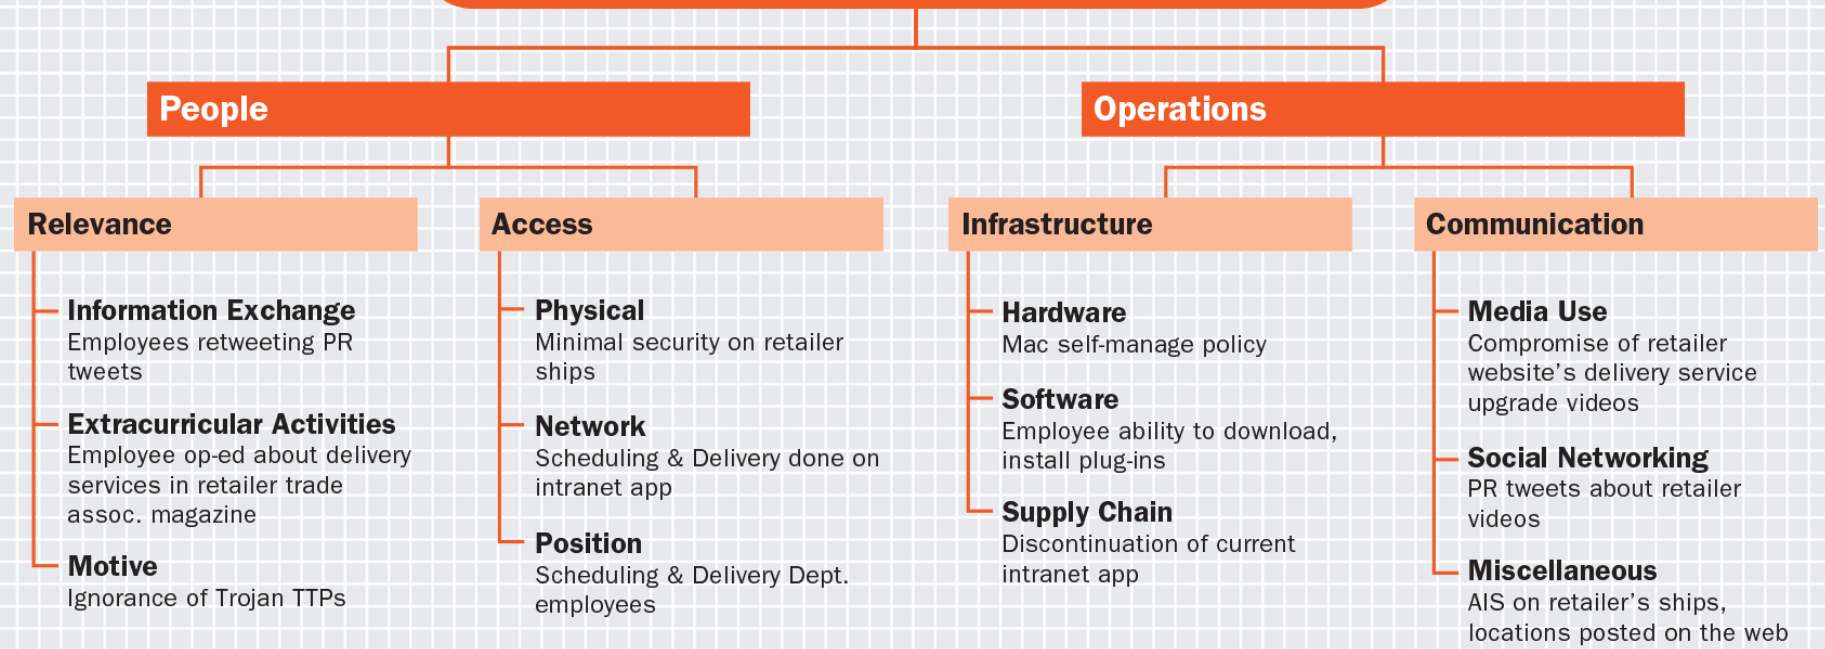 People
Operations
Relevance
Information Exchange
Employees retweeting PR
tweets
Extracurricular Activities
Employee op-ed about delivery
services in retailer trade
assoc. magazine
Motive
Ignorance of Trojan TTPs
Access
Physical
Minimal security on retailer
ships
Network
Scheduling & Delivery done on
intranet app
Position
Scheduling & Delivery Dept.
employees
Infrastructure
Hardware
Mac self-manage policy
Software
Employee ability to download,
install plug-ins
Supply Chain
Discontinuation of current
intranet app
Communication
Media Use
Compromise of retailer
website’s delivery service
upgrade videos
Social Networking
PR tweets about retailer
videos
Miscellaneous
AIS on retailer’s ships,
locations posted on the web